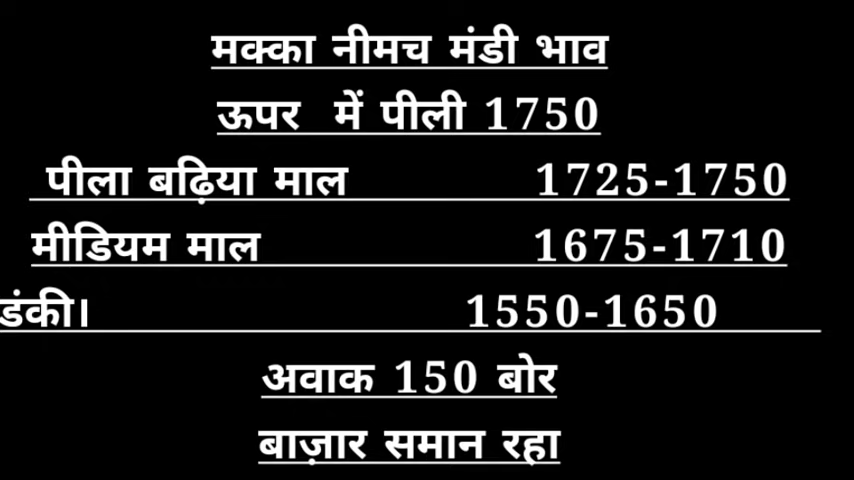 मक्का नीमच मंडी भाव
ऊपर में पीली 1750
पीला बढ़िया माल 1725-1750
मीडियम माल 1675-1710
डंकी। 1550-1650
अवाक 150 बोर
बाज़ार समान रहा